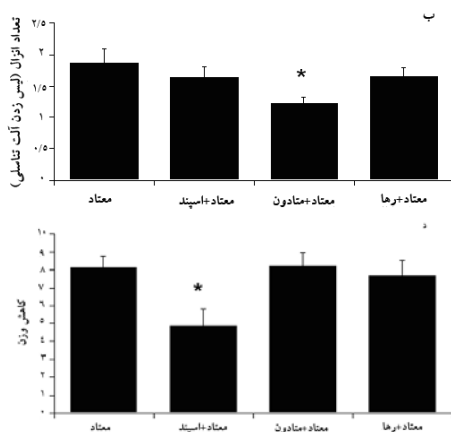 ب
تعداد انزال (لیس زدن آلت تناسلی)
۲/۵
۲
۱/۵
۱
۰/۵
۰
*
معتاد
معتاد+اسپند
معتاد+متادون
معتاد+رها
د
کاهش وزن
۱۰
۹
۸
۷
۶
۵
۴
۳
۲
۱
۰
*
معتاد
معتاد+اسپند
معتاد+متادون
معتاد+رها